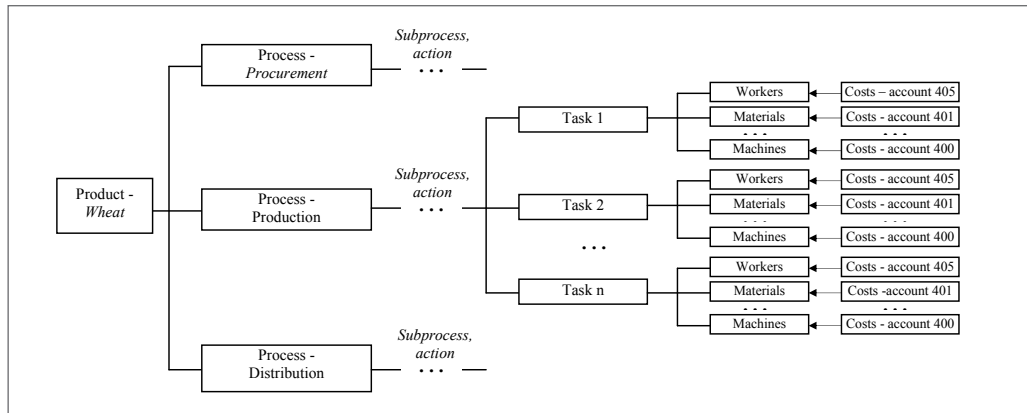 Subprocess,
action
Process -
Procurement
. . .
Workers
Costs – account 405
Task 1
Materials
Costs - account 401
. . .
. . .
Machines
Costs - account 400
Product -
Wheat
Process -
Production
Subprocess,
action
. . .
Workers
Costs - account 405
Task 2
Materials
Costs - account 401
. . .
. . .
Machines
Costs - account 400
. . .
Workers
Costs - account 405
Task n
Materials
Costs -account 401
. . .
. . .
Machines
Costs - account 400
Subprocess,
action
Process -
Distribution
. . .